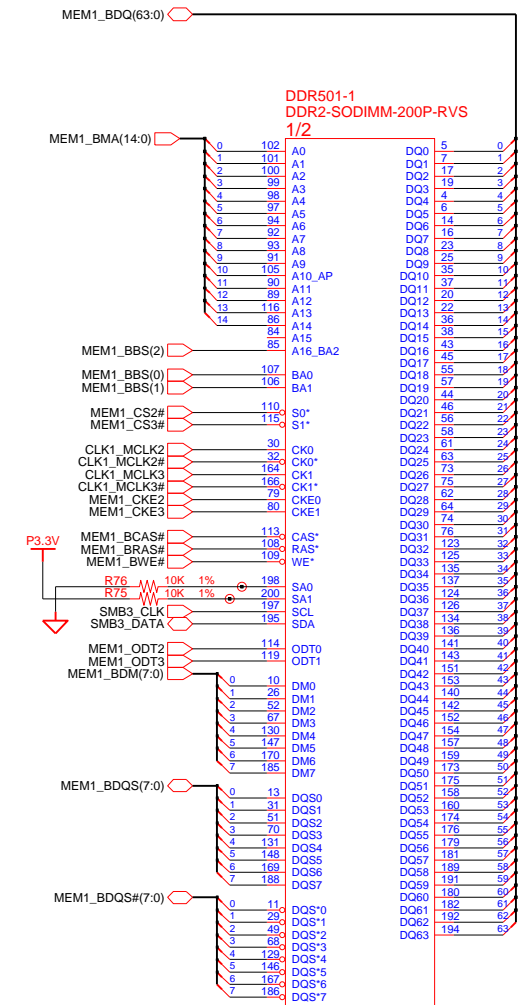 MEM1_BDQ(63:0)
DDR501-1
DDR2-SODIMM-200P-RVS
1/2
MEM1_BMA(14:0)
0 102 A0
1 101 A1
2 100 A2
3 99 A3
4 98 A4
5 97 A5
6 94 A6
7 92 A7
8 93 A8
9 91 A9
10 105 A10_AP
11 90 A11
12 89 A12
13 116 A13
14 86 A14
84 A15
MEM1_BBS(2) 85 A16_BA2
MEM1_BBS(0) 107 BA0
MEM1_BBS(1) 106 BA1
MEM1_CS2# 110 S0*
MEM1_CS3# 115 S1*
CLK1_MCLK2 30 CK0
CLK1_MCLK2# 32 CK0*
CLK1_MCLK3 164 CK1
CLK1_MCLK3# 166 CK1*
MEM1_CKE2 79 CKE0
MEM1_CKE3 80 CKE1
MEM1_BCAS# 113 CAS*
MEM1_BRAS# 108 RAS*
MEM1_BWE# 109 WE*
P3.3V
R76 10K 1% 198 SA0
R75 10K 1% 200 SA1
SMB3_CLK 197 SCL
SMB3_DATA 195 SDA
MEM1_ODT2 114 ODT0
MEM1_ODT3 119 ODT1
MEM1_BDM(7:0)
0 10 DM0
1 26 DM1
2 52 DM2
3 67 DM3
4 130 DM4
5 147 DM5
6 170 DM6
7 185 DM7
MEM1_BDQS(7:0)
0 13 DQS0
1 31 DQS1
2 51 DQS2
3 70 DQS3
4 131 DQS4
5 148 DQS5
6 169 DQS6
7 188 DQS7
MEM1_BDQS#(7:0)
0 11 DQS*0
1 29 DQS*1
2 49 DQS*2
3 68 DQS*3
4 129 DQS*4
5 146 DQS*5
6 167 DQS*6
7 186 DQS*7
DQ0 5 0
DQ1 7 1
DQ2 17 2
DQ3 19 3
DQ4 4 4
DQ5 6 5
DQ6 14 6
DQ7 16 7
DQ8 23 8
DQ9 25 9
DQ10 35 10
DQ11 37 11
DQ12 20 12
DQ13 22 13
DQ14 36 14
DQ15 38 15
DQ16 43 16
DQ17 45 17
DQ18 55 18
DQ19 57 19
DQ20 44 20
DQ21 46 21
DQ22 56 22
DQ23 58 23
DQ24 61 24
DQ25 63 25
DQ26 73 26
DQ27 75 27
DQ28 62 28
DQ29 64 29
DQ30 74 30
DQ31 76 31
DQ32 123 32
DQ33 125 33
DQ34 135 34
DQ35 137 35
DQ36 124 36
DQ37 126 37
DQ38 134 38
DQ39 136 39
DQ40 141 40
DQ41 143 41
DQ42 151 42
DQ43 153 43
DQ44 140 44
DQ45 142 45
DQ46 152 46
DQ47 154 47
DQ48 157 48
DQ49 159 49
DQ50 173 50
DQ51 175 51
DQ52 158 52
DQ53 160 53
DQ54 174 54
DQ55 176 55
DQ56 179 56
DQ57 181 57
DQ58 189 58
DQ59 191 59
DQ60 180 60
DQ61 182 61
DQ62 192 62
DQ63 194 63